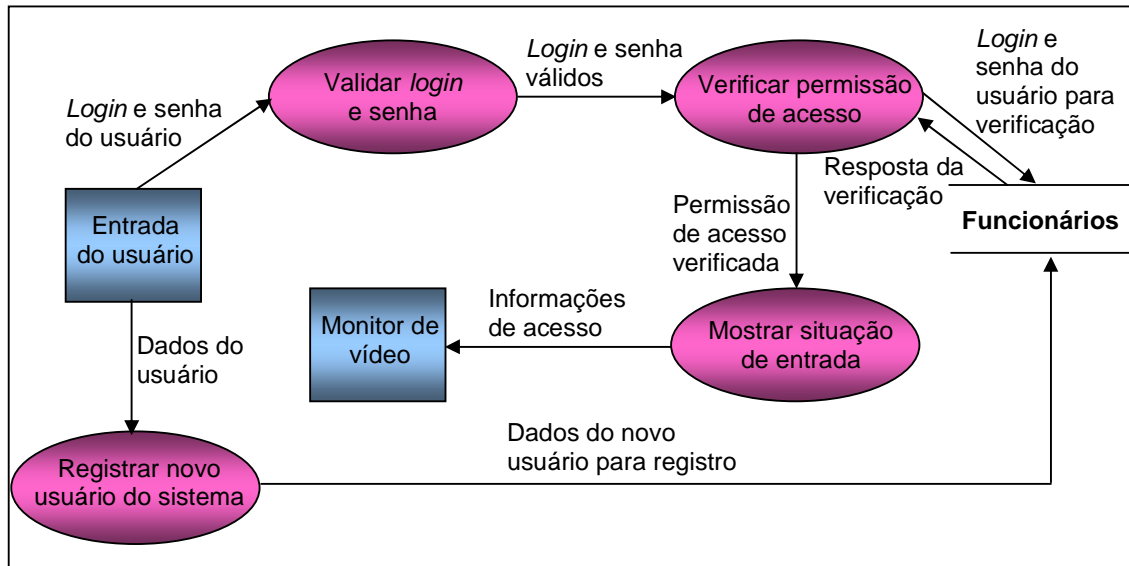 Login e senha
do usuário
Validar login
e senha
Login e senha
válidos
Verificar permissão
de acesso
Login e
senha do
usuário para
verificação
Resposta da
verificação
Funcionários
Entrada
do usuário
Permissão
de acesso
verificada
Informações
de acesso
Monitor de
vídeo
Mostrar situação
de entrada
Dados do
usuário
Registrar novo
usuário do sistema
Dados do novo
usuário para registro